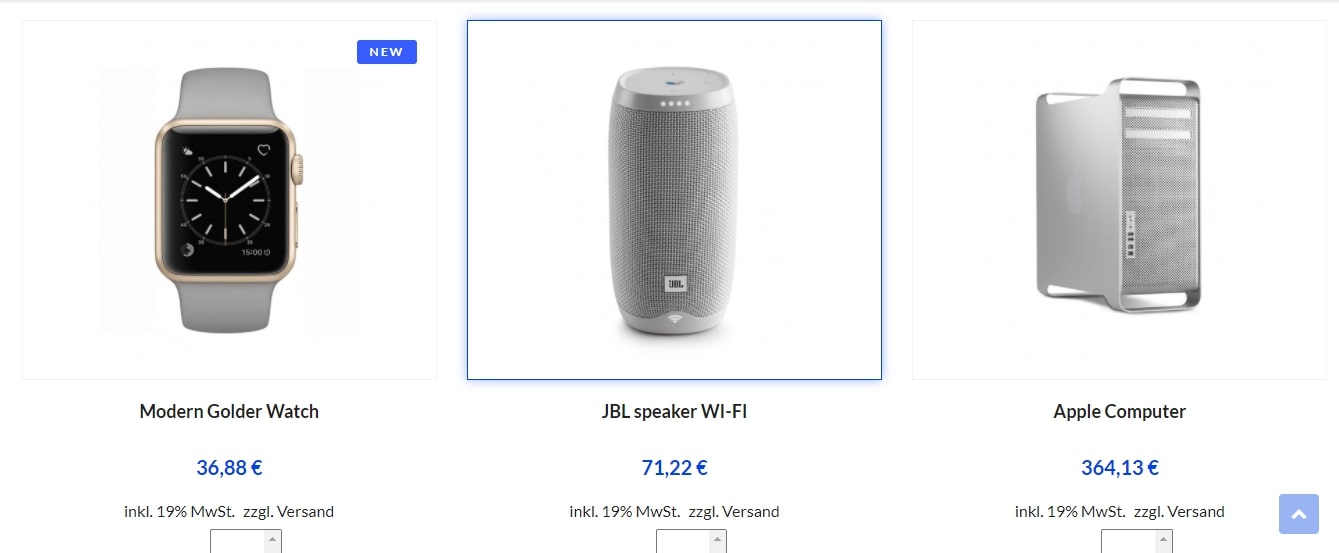 NEW
15:00
JBL
Modern Golder Watch
JBL speaker WI-FI
Apple Computer
36,88 €
71,22 €
364,13 €
inkl. 19% MwSt. zzgl. Versand
inkl. 19% MwSt. zzgl. Versand
inkl. 19% MwSt. zzgl. Versand